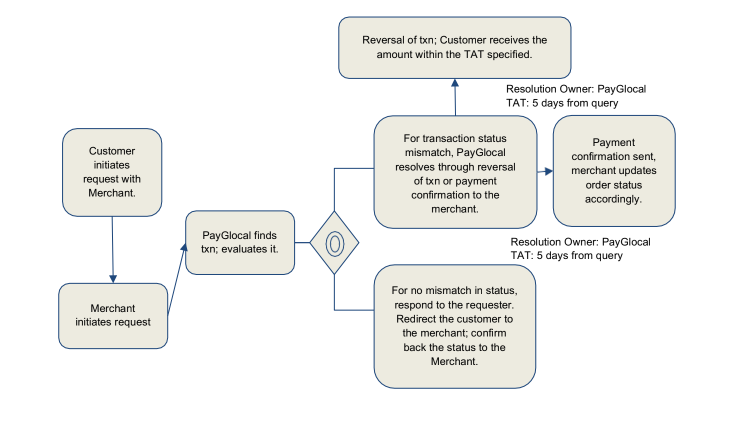 Reversal of txn; Customer receives the
amount within the TAT specified.
Resolution Owner: PayGlocal
TAT: 5 days from query
Customer
initiates
request with
Merchant.
For transaction status
mismatch, PayGlocal
resolves through reversal
of txn or payment
confirmation to the
merchant.
Payment
confirmation sent,
merchant updates
order status
accordingly.
PayGlocal finds
txn; evaluates it.
Resolution Owner: PayGlocal
TAT: 5 days from query
Merchant
initiates request
For no mismatch in status,
respond to the requester.
Redirect the customer to
the merchant; confirm
back the status to the
Merchant.